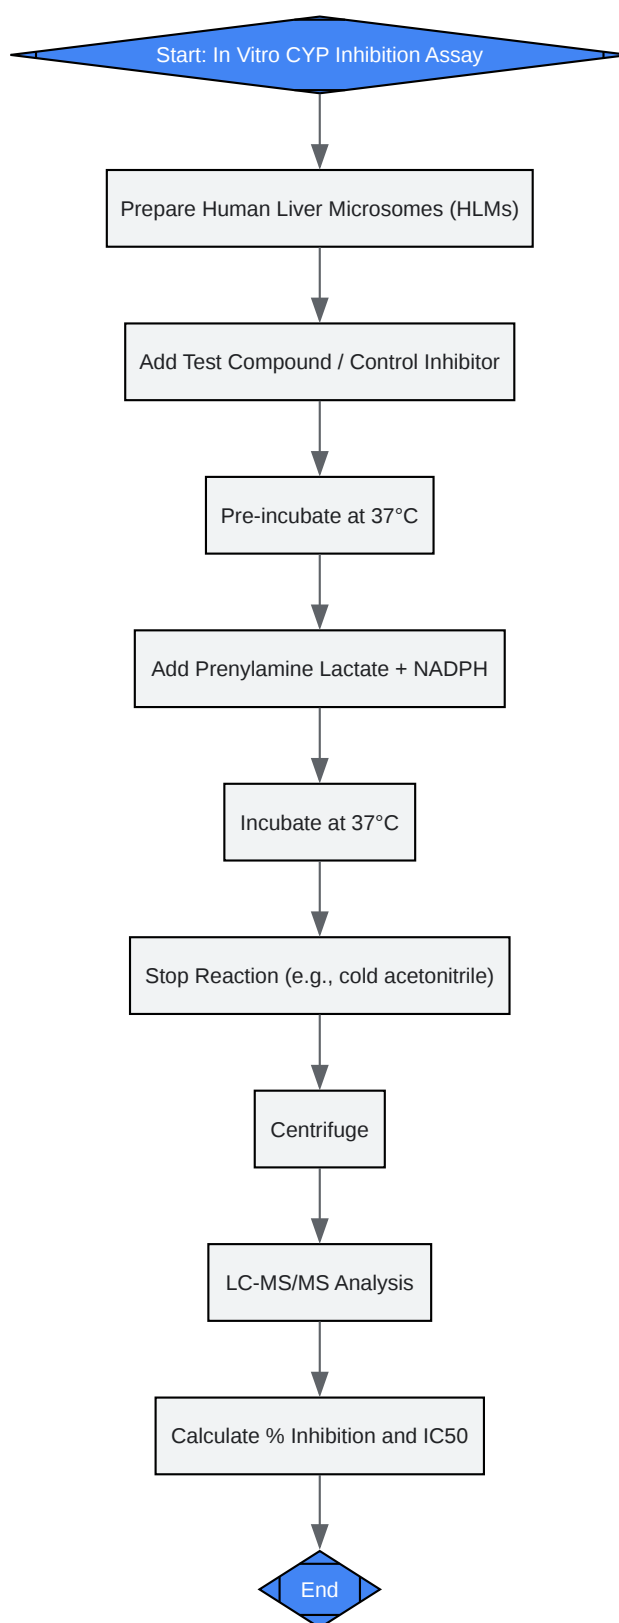 Start: In Vitro CYP Inhibition Assay
Prepare Human Liver Microsomes (HLMs)
Add Test Compound / Control Inhibitor
Pre-incubate at 37°C
Add Prenylamine Lactate + NADPH
Incubate at 37°C
Stop Reaction (e.g., cold acetonitrile)
Centrifuge
LC-MS/MS Analysis
Calculate % Inhibition and IC50
End